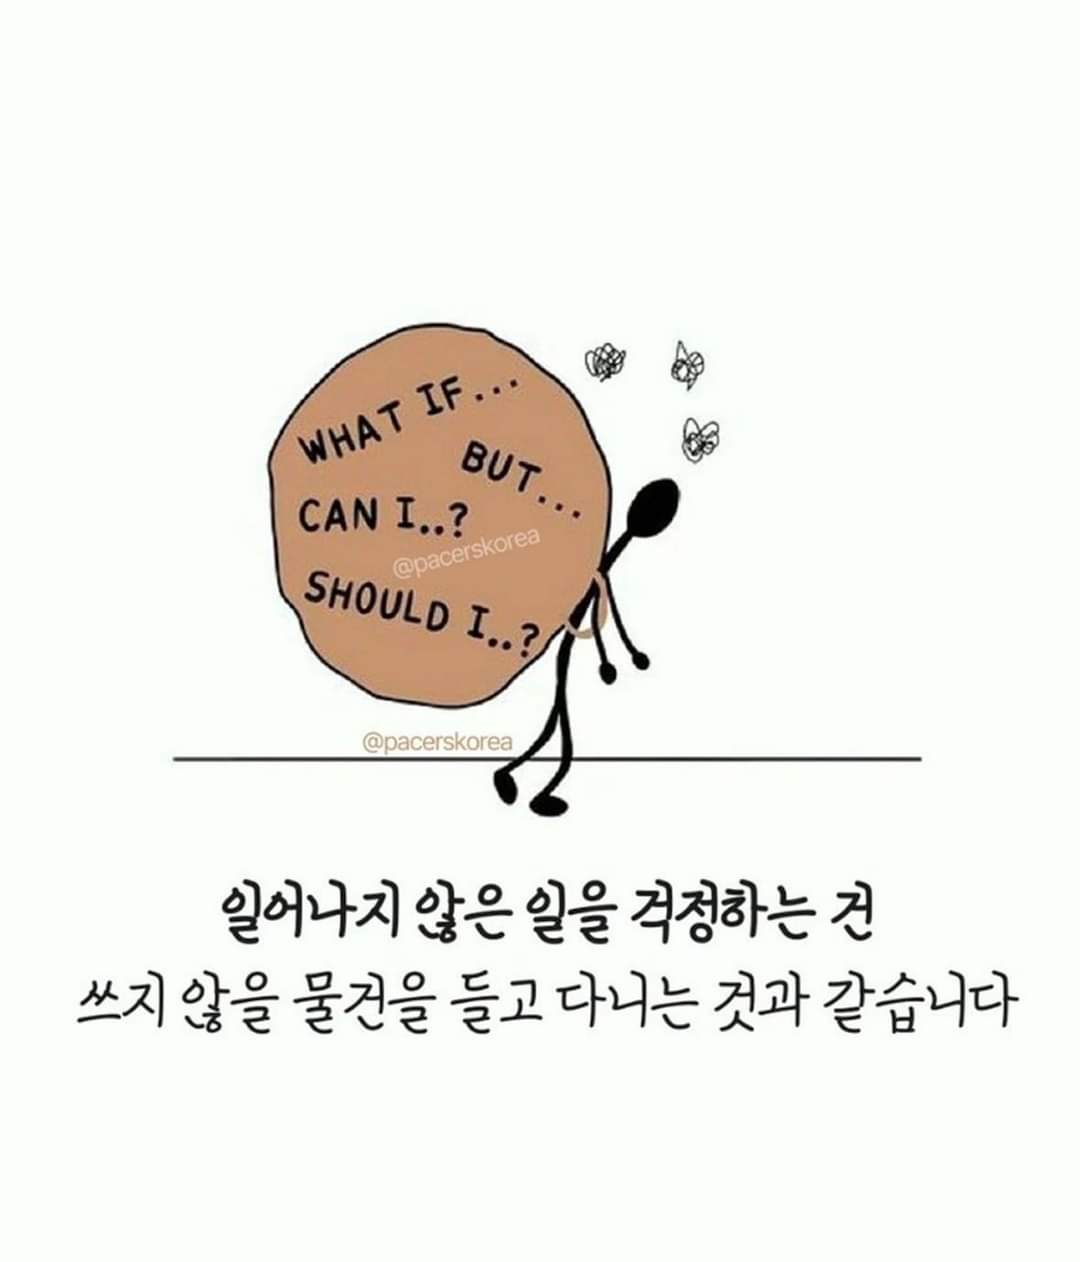 WHAT IF...
BUT...
CAN I..?
@pacerskorea
SHOULD I..?
@pacerskorea
일어나지 않은 일을 걱정하는 건
쓰지 않을 물건을 들고 다니는 것과 같습니다